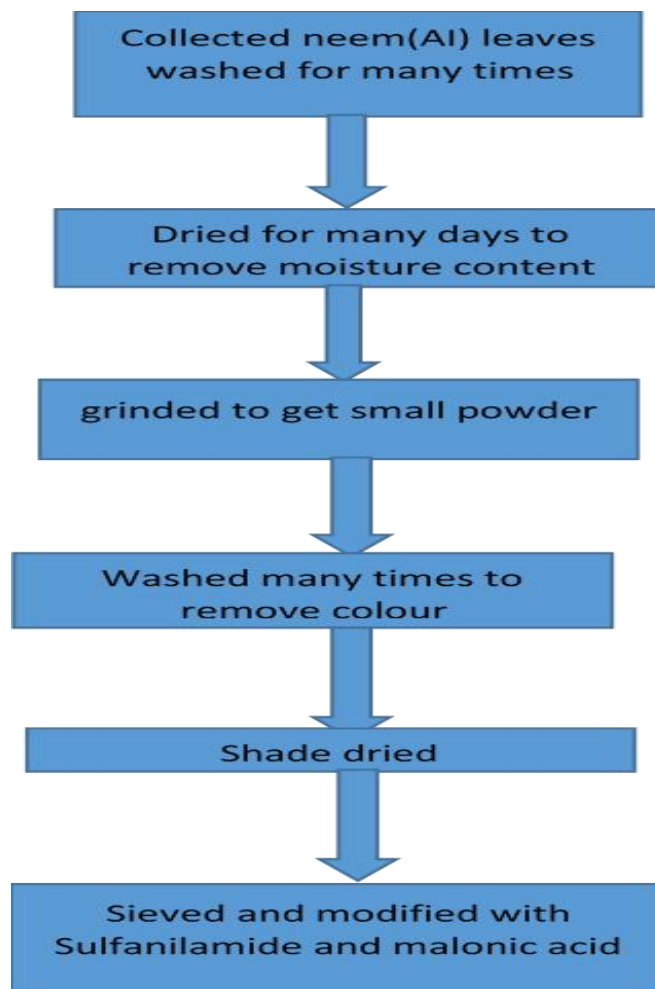 Collected neem(AI) leaves
washed for many times
Dried for many days to
remove moisture content
grinded to get small powder
Washed many times to
remove colour
Shade dried
Sieved and modified with
Sulfanilamide and malonic acid